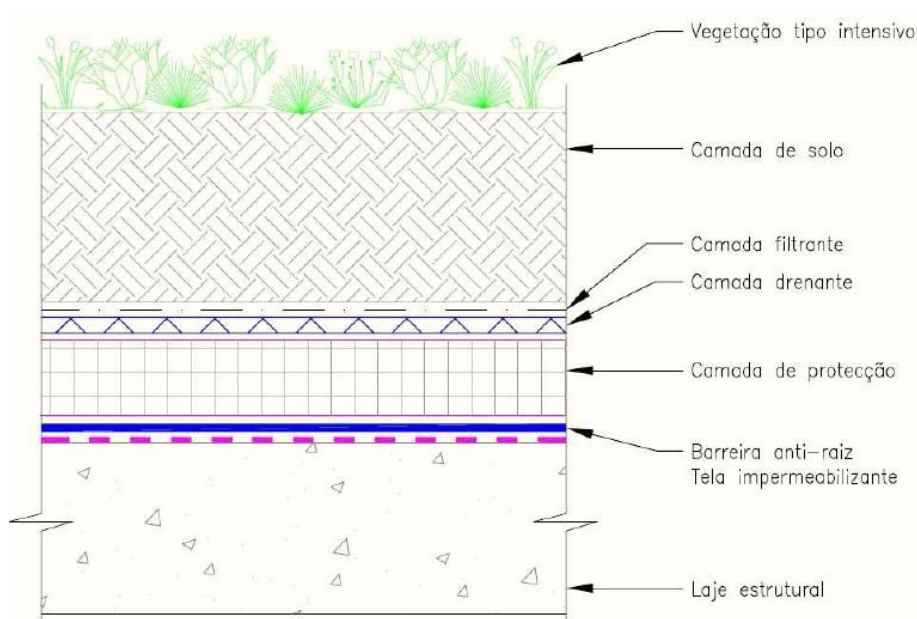 Vegetação tipo intensivo
Camada de solo
Camada filtrante
Camada drenante
Camada de protecção
Barreira anti-raiz
Tela impermeabilizante
Laje estrutural